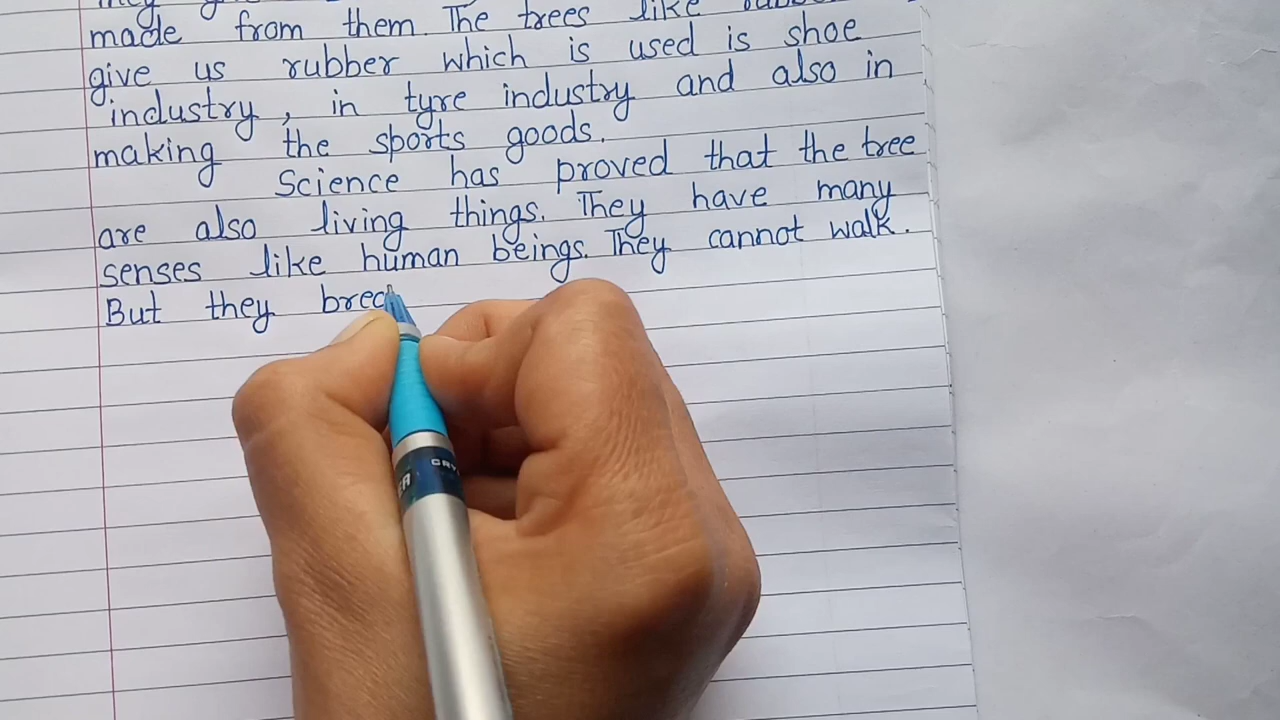 made from them. The trees like
give us rubber which is used is shoe
industry, in tyre industry and also in
making the sports goods.
Science has proved that the tree
are also living things. They have many
senses like human beings. They cannot walk.
But they brea